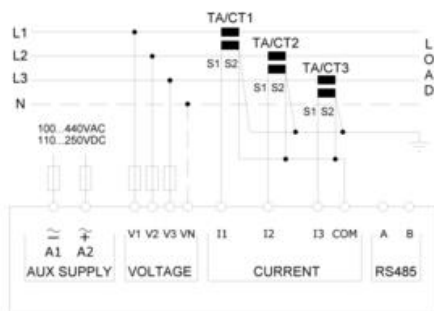 TA/CT1
L1
TA/CT2
L2
TA/CT3
L3
S1 S2
S1 S2
S1 S2
N
LOAD
100...440VAC
110...250VDC
A1 A2
V1 V2 V3 VN
I1 I2 I3 COM
A B
AUX SUPPLY
VOLTAGE
CURRENT
RS485